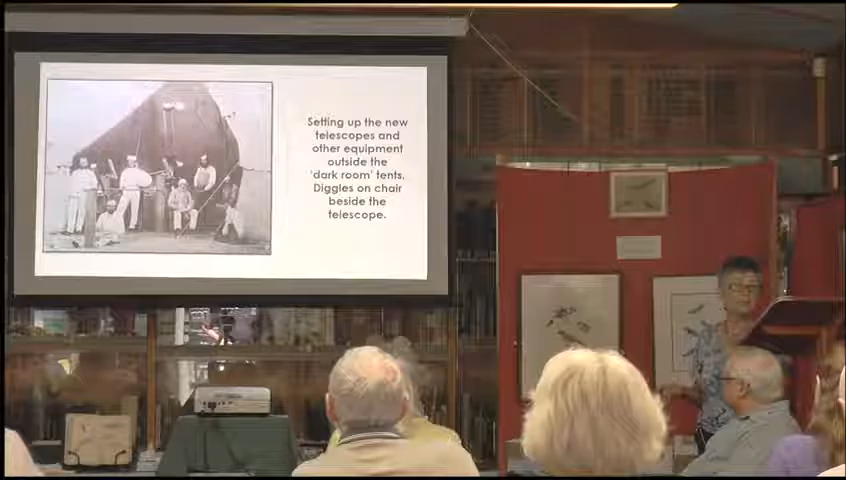 Setting up the new
telescopes and
other equipment
outside the
'dark room' tents.
Diggles on chair
beside the
telescope.